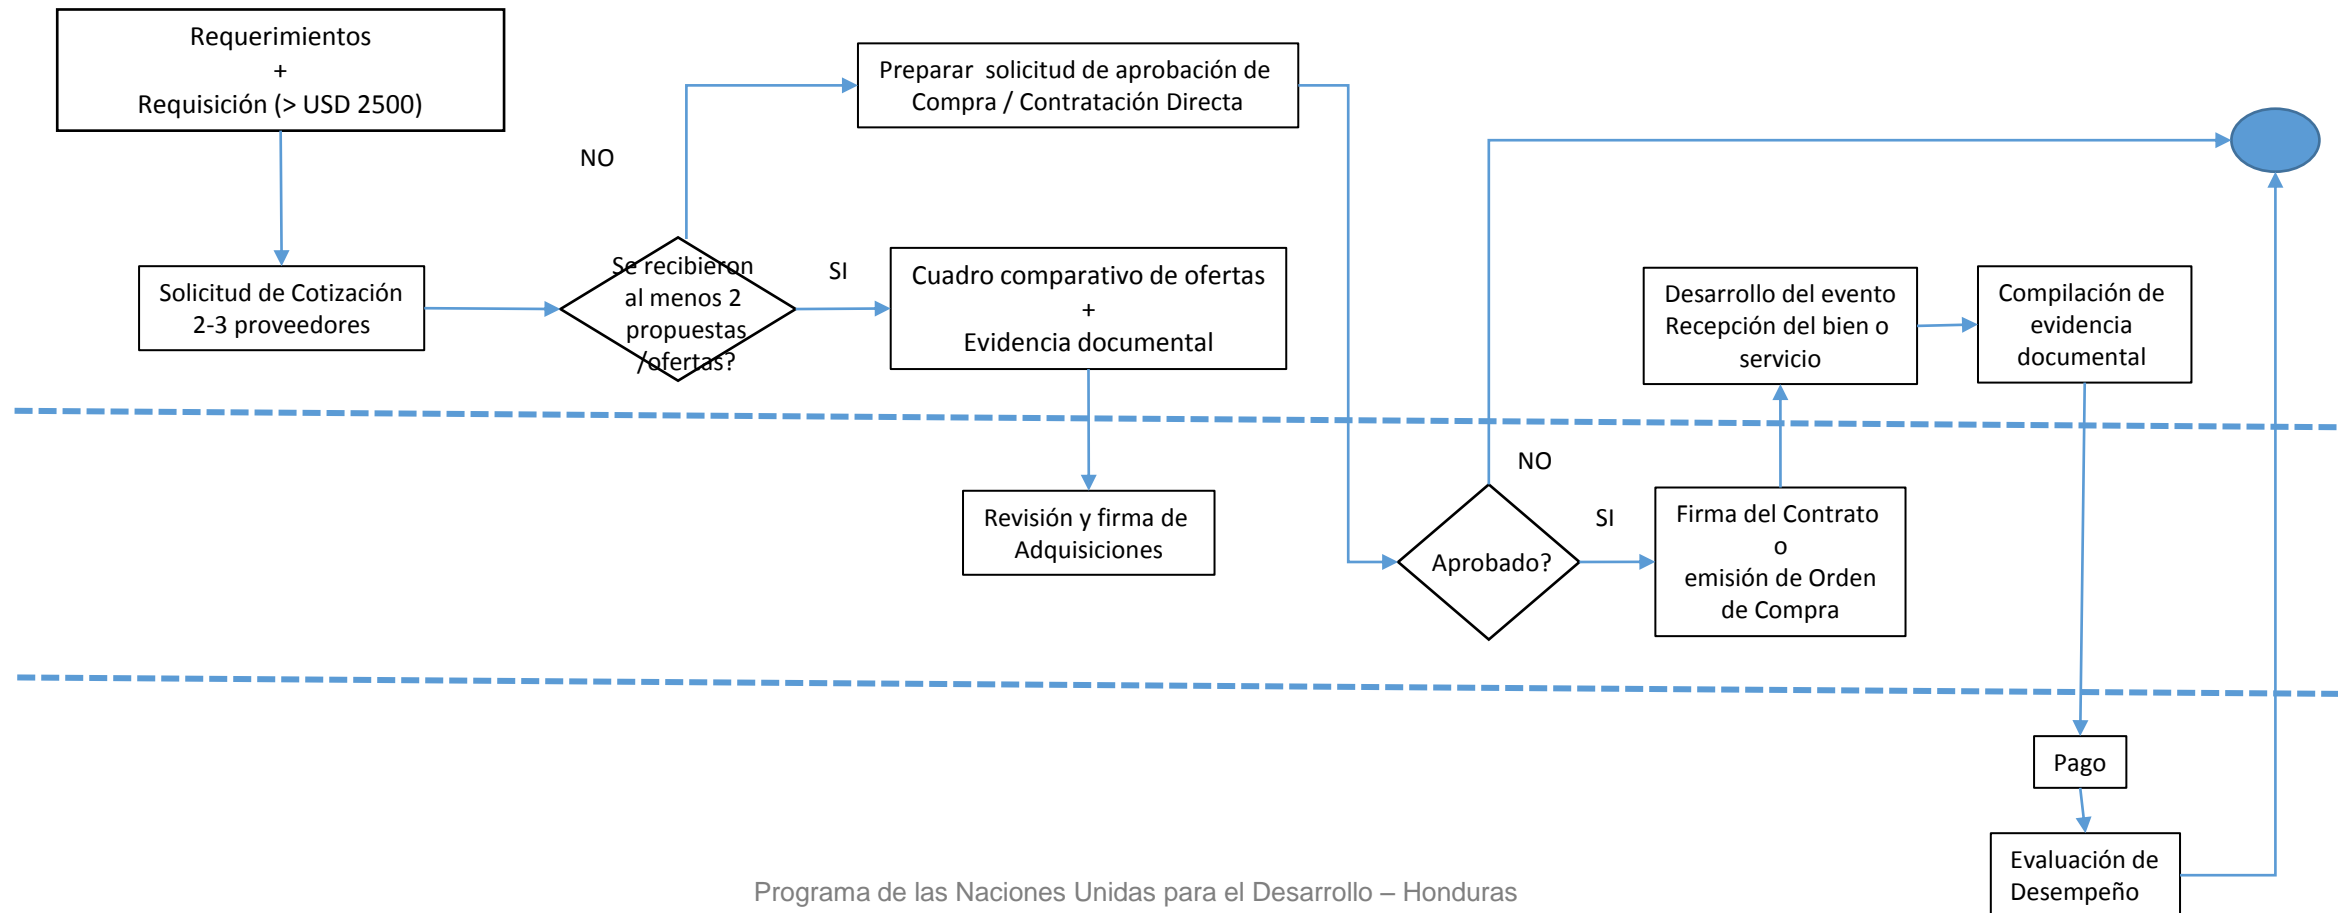 Requerimientos
+
Requisición (> USD 2500)
Preparar solicitud de aprobación de
Compra / Contratación Directa
NO
Solicitud de Cotización
2-3 proveedores
Se recibieron
al menos 2
propuestas
/ofertas?
SI
Cuadro comparativo de ofertas
+
Evidencia documental
Desarrollo del evento
Recepción del bien o
servicio
Compilación de
evidencia
documental
Revisión y firma de
Adquisiciones
NO
Aprobado?
SI
Firma del Contrato
o
emisión de Orden
de Compra
Pago
Evaluación de
Desempeño
Programa de las Naciones Unidas para el Desarrollo – Honduras